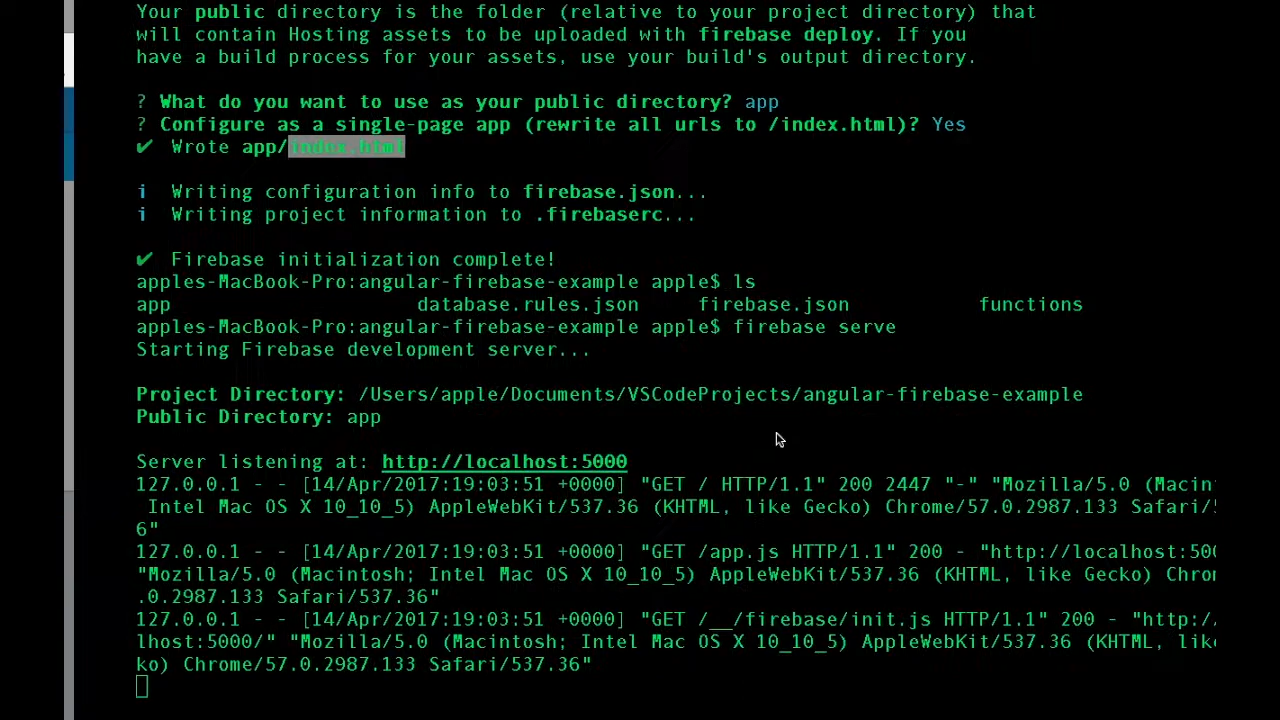 Your public directory is the folder (relative to your project directory) that
will contain Hosting assets to be uploaded with firebase deploy. If you
have a build process for your assets, use your build's output directory.
? What do you want to use as your public directory? app
? Configure as a single-page app (rewrite all urls to /index.html)? Yes
✔ Wrote app/index.html
i Writing configuration info to firebase.json...
i Writing project information to .firebaserc...
✔ Firebase initialization complete!
apples-MacBook-Pro:angular-firebase-example apple$ ls
app database.rules.json firebase.json functions
apples-MacBook-Pro:angular-firebase-example apple$ firebase serve
Starting Firebase development server...
Project Directory: /Users/apple/Documents/VSCodeProjects/angular-firebase-example
Public Directory: app
Server listening at: http://localhost:5000
127.0.0.1 - - [14/Apr/2017:19:03:51 +0000] "GET / HTTP/1.1" 200 2447 "-" "Mozilla/5.0 (Macin
Intel Mac OS X 10_10_5) AppleWebKit/537.36 (KHTML, like Gecko) Chrome/57.0.2987.133 Safari/5
6"
127.0.0.1 - - [14/Apr/2017:19:03:51 +0000] "GET /app.js HTTP/1.1" 200 - "http://localhost:500
"Mozilla/5.0 (Macintosh; Intel Mac OS X 10_10_5) AppleWebKit/537.36 (KHTML, like Gecko) Chrom
.0.2987.133 Safari/537.36"
127.0.0.1 - - [14/Apr/2017:19:03:51 +0000] "GET /__/firebase/init.js HTTP/1.1" 200 - "http:/
lhost:5000/" "Mozilla/5.0 (Macintosh; Intel Mac OS X 10_10_5) AppleWebKit/537.36 (KHTML, lik
ko) Chrome/57.0.2987.133 Safari/537.36"